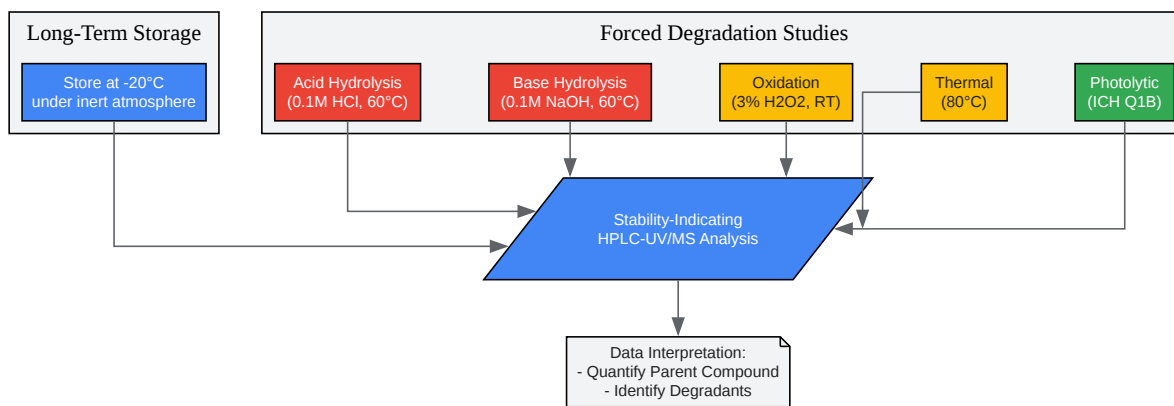 Long-Term Storage
Store at -20°C
under inert atmosphere
Forced Degradation Studies
Acid Hydrolysis
(0.1M HCl, 60°C)
Base Hydrolysis
(0.1M NaOH, 60°C)
Oxidation
(3% H2O2, RT)
Thermal
(80°C)
Photolytic
(ICH Q1B)
Stability-Indicating
HPLC-UV/MS Analysis
Data Interpretation:
- Quantify Parent Compound
- Identify Degradants